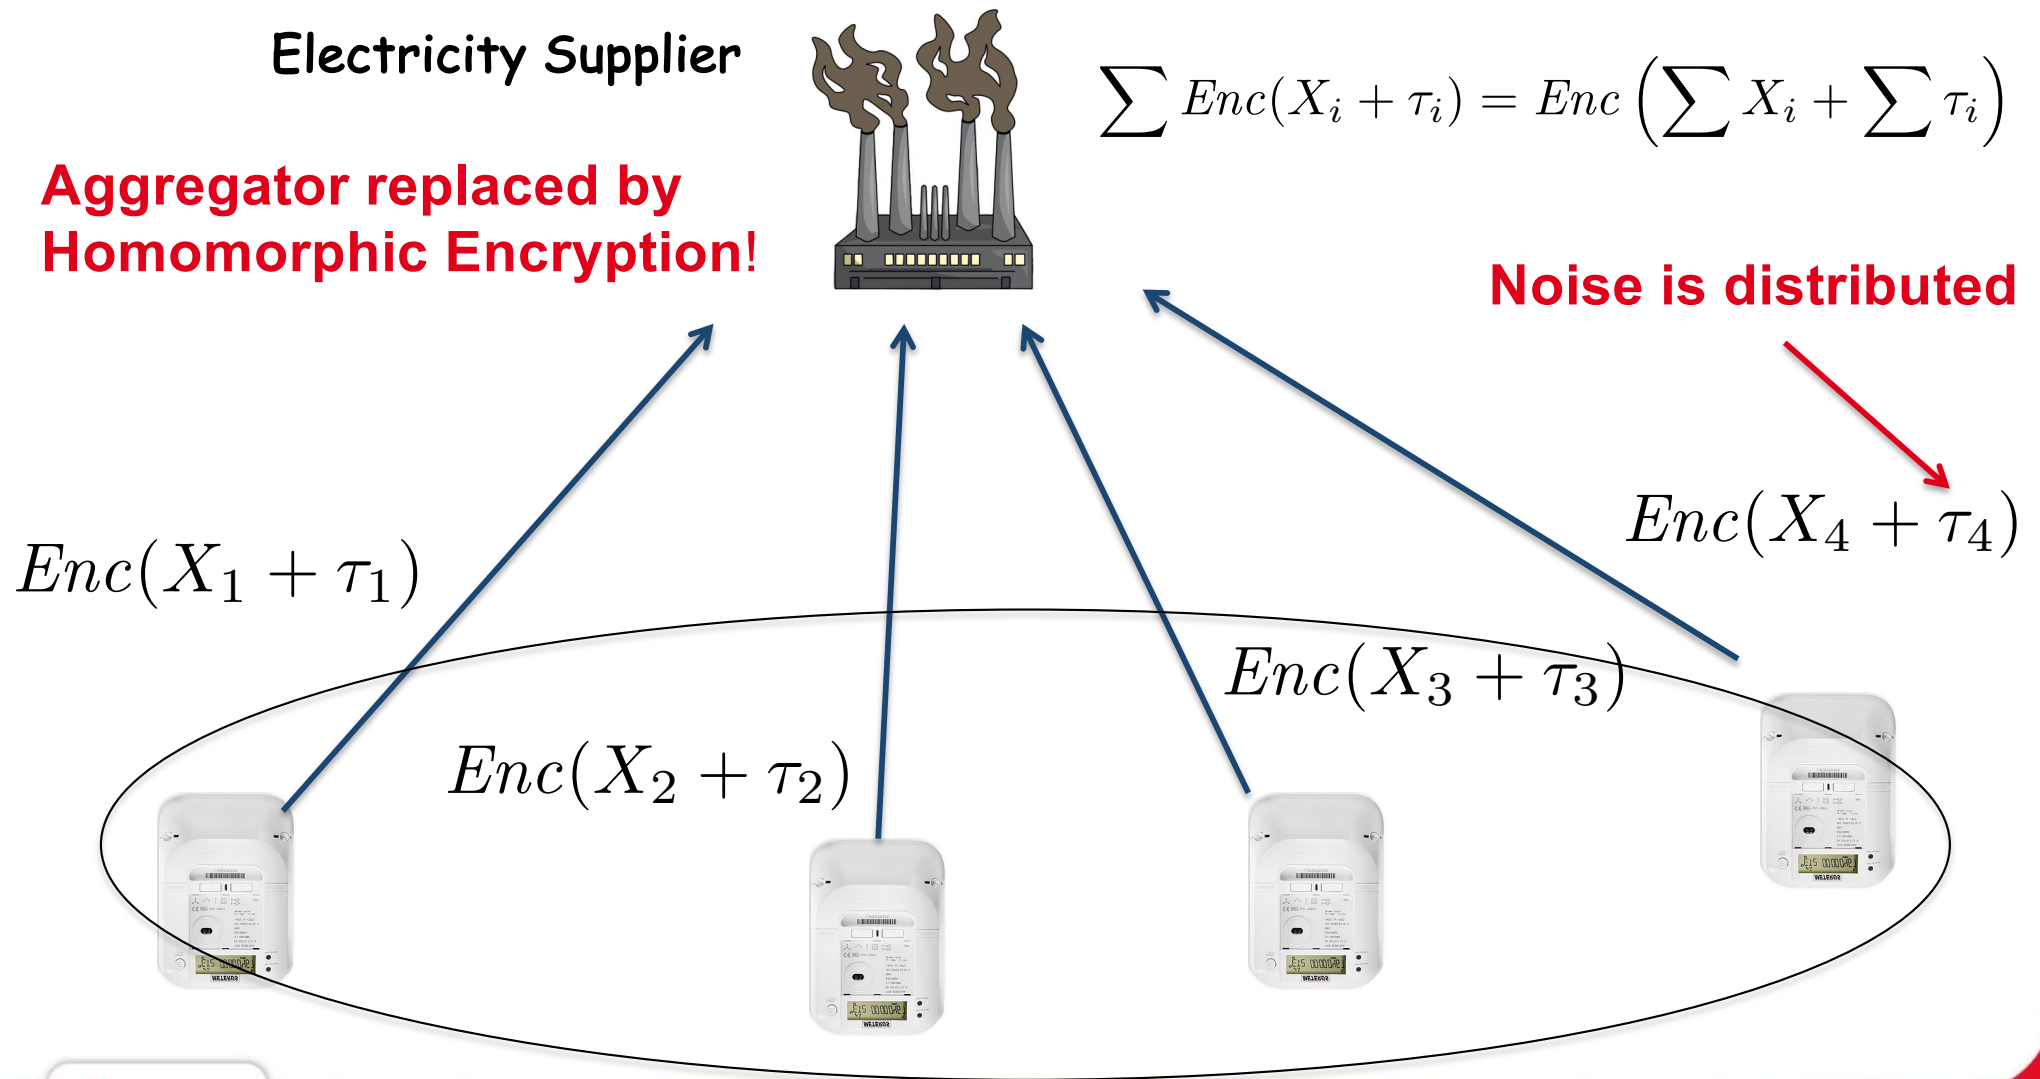 Electricity Supplier
∑ Enc(X_i + τ_i) = Enc (∑ X_i + ∑ τ_i)
Aggregator replaced by
Homomorphic Encryption!
Noise is distributed
Enc(X_4 + τ_4)
Enc(X_1 + τ_1)
Enc(X_3 + τ_3)
Enc(X_2 + τ_2)